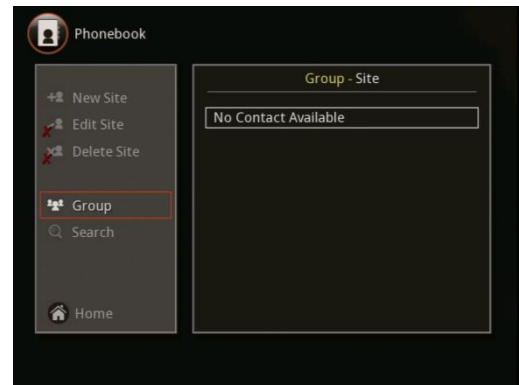 Phonebook
New Site
Edit Site
Delete Site
Group
Search
Home
Group - Site
No Contact Available